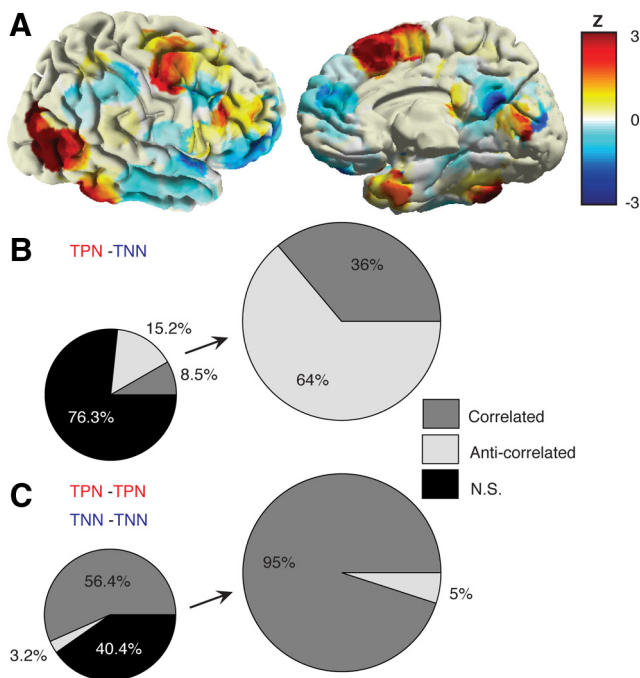 A
Z
3
0
-3
B
TPN -TNN
36%
15.2%
8.5%
64%
76.3%
Correlated
Anti-correlated
N.S.
C
TPN -TPN
TNN -TNN
56.4%
95%
5%
3.2%
40.4%